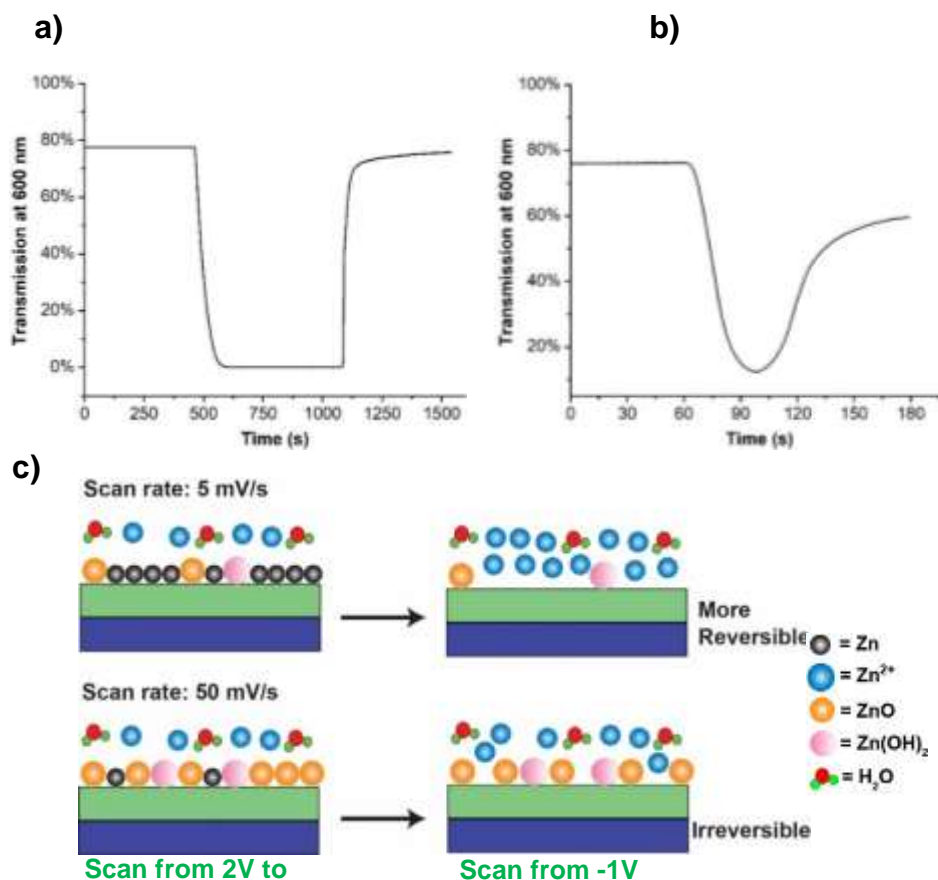 a)
b)
100%
80%
60%
40%
20%
0%
Transmission at 600 nm
0
250
500
750
1000
1250
1500
Time (s)
100%
80%
60%
40%
20%
Transmission at 600 nm
0
30
60
90
120
150
180
Time (s)
c)
Scan rate: 5 mV/s
More
Reversible
= Zn
= Zn²⁺
= ZnO
= Zn(OH)₂
= H₂O
Scan rate: 50 mV/s
Irreversible
Scan from 2V to
Scan from -1V